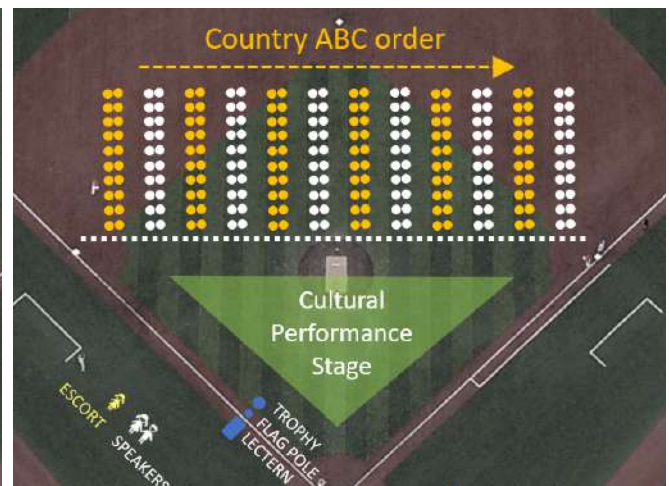 Country ABC order
Cultural
Performance
Stage
ESCORT
SPEAKERS
TROPHY
FLAG POLE
LECTERN